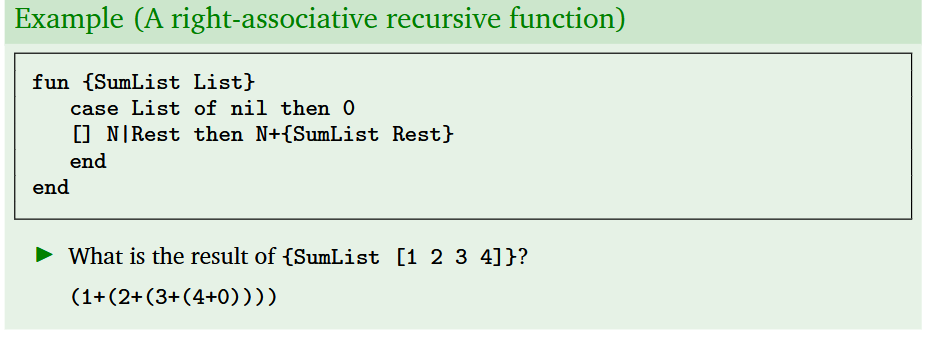 Example (A right-associative recursive function)
fun {SumList List}
case List of nil then 0
[] N|Rest then N+{SumList Rest}
end
end
▶ What is the result of {SumList [1 2 3 4]}?
(1+(2+(3+(4+0))))